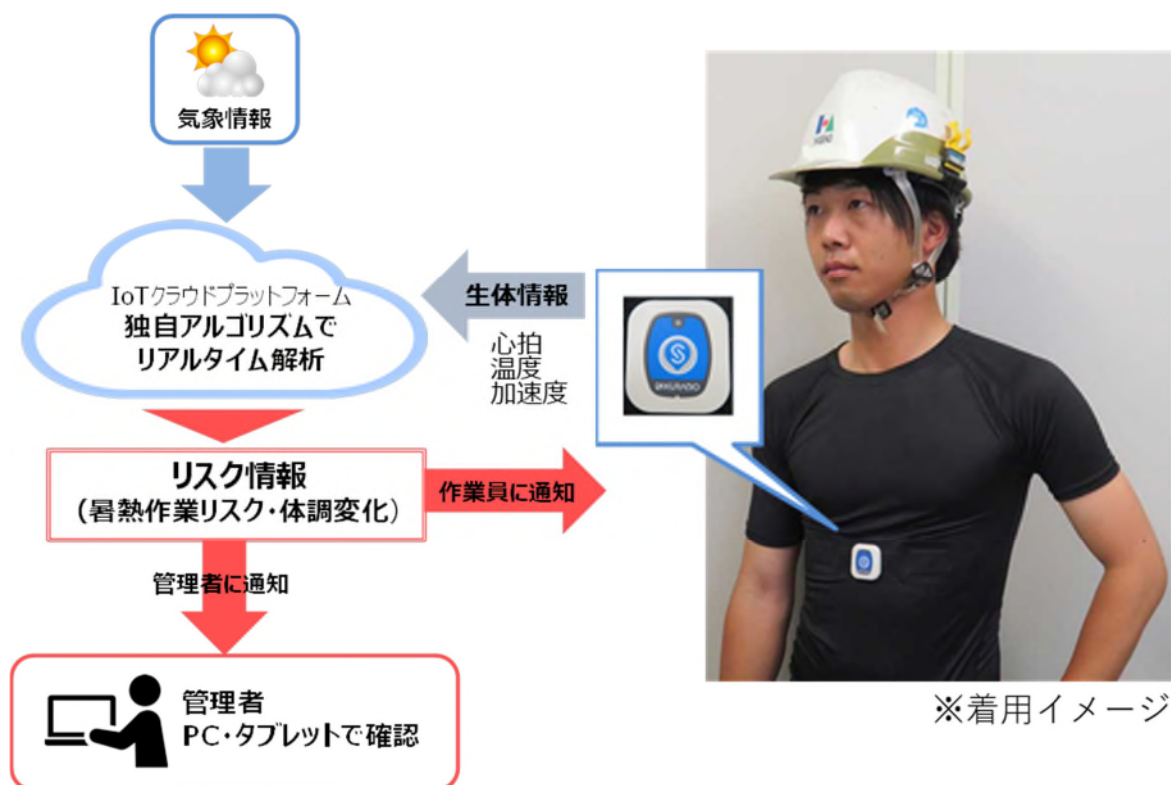 気象情報
IoTクラウドプラットフォーム
独自アルゴリズムで
リアルタイム解析
生体情報
心拍
温度
加速度
リスク情報
（暑熱作業リスク・体調変化）
作業員に通知
管理者に通知
管理者
PC・タブレットで確認
※着用イメージ